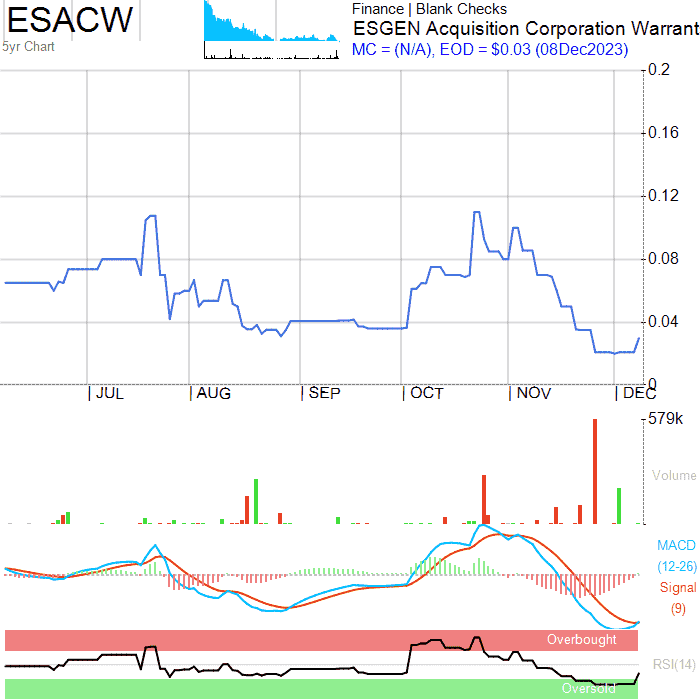 ESACW
5yr Chart
Finance | Blank Checks
ESGEN Acquisition Corporation Warrant
MC = (N/A), EOD = $0.03 (08Dec2023)
0.2
0.16
0.12
0.08
0.04
0
JUL AUG SEP OCT NOV DEC
579k
Volume
MACD
(12-26)
Signal
(9)
Overbought
RSI(14)
Oversold